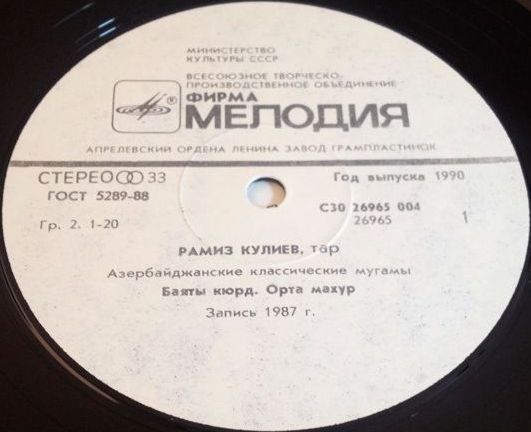 МИНИСТЕРСТВО
КУЛЬТУРЫ СССР
ВСЕСОЮЗНОЕ ТВОРЧЕСКО-
ПРОИЗВОДСТВЕННОЕ ОБЪЕДИНЕНИЕ
ФИРМА
МЕЛОДИЯ
АПРЕЛЕВСКИЙ ОРДЕНА ЛЕНИНА ЗАВОД ГРАМПЛАСТИНОК
СТЕРЕО 33
Год выпуска 1990
ГОСТ 5289-88
С30 26965 004
Гр. 2. 1-20
26965
1
РАМИЗ КУЛИЕВ, тар
Азербайджанские классические мугамы
Баяты кюрд. Орта махур
Запись 1987 г.